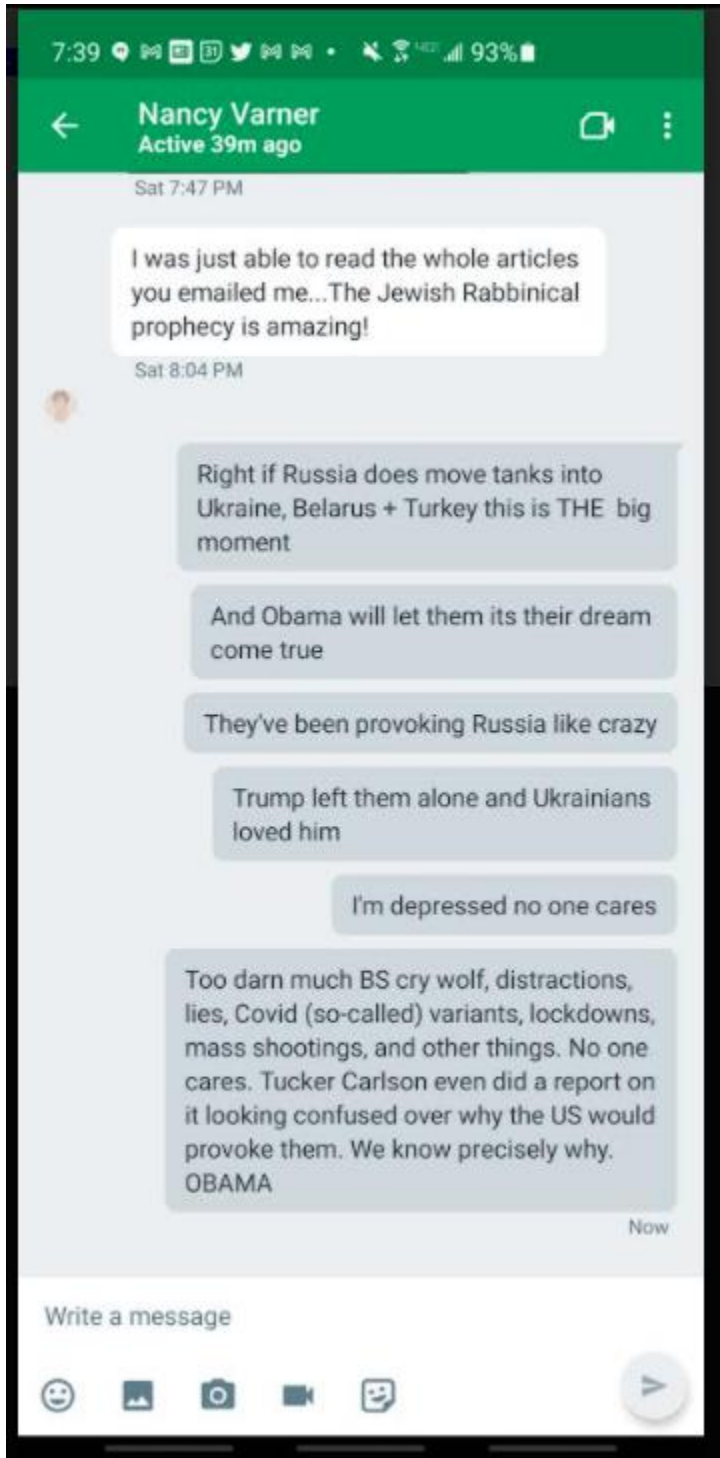 7:39
31
93%
Nancy Varner
Active 39m ago
Sat 7:47 PM
I was just able to read the whole articles
you emailed me...The Jewish Rabbinical
prophecy is amazing!
Sat 8:04 PM
Right if Russia does move tanks into
Ukraine, Belarus + Turkey this is THE big
moment
And Obama will let them its their dream
come true
They've been provoking Russia like crazy
Trump left them alone and Ukrainians
loved him
I'm depressed no one cares
Too darn much BS cry wolf, distractions,
lies, Covid (so-called) variants, lockdowns,
mass shootings, and other things. No one
cares. Tucker Carlson even did a report on
it looking confused over why the US would
provoke them. We know precisely why.
OBAMA
Now
Write a message